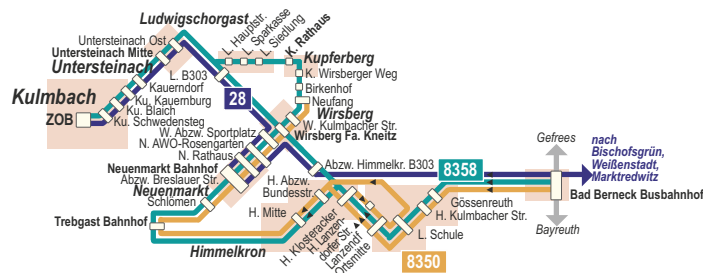 Ludwigschorgast
L. Hauptstr.
L. Sparkasse
L. Siedlung
K. Rathaus
Untersteinach Ost
Untersteinach Mitte
Untersteinach
Kupferberg
L. B303
K. Wirsberger Weg
Kauerndorf
Birkenhof
Kulmbach
Ku. Kauernburg
28
Neufang
Ku. Blaich
Wirsberg
ZOB
Ku. Schwedensteg
W. Kulmbacher Str.
W. Abzw. Sportplatz
Wirsberg Fa. Kneitz
N. AWO-Rosengarten
N. Rathaus
Gefrees
nach
Bischofsgrün,
Weißenstadt,
Marktredwitz
Neuenmarkt Bahnhof
Abzw. Himmelkr. B303
8358
Abzw. Breslauer Str.
H. Abzw.
Bundesstr.
Neuenmarkt
Bad Berneck Busbahnhof
Schlömen
Gössenreuth
H. Mitte
H. Kulmbacher Str.
Trebgast Bahnhof
Bayreuth
L. Schule
Himmelkron
H. Klosteracker
H. Lanzen-
dorfer Str.
Lanzendf
Ortsmitte
8350